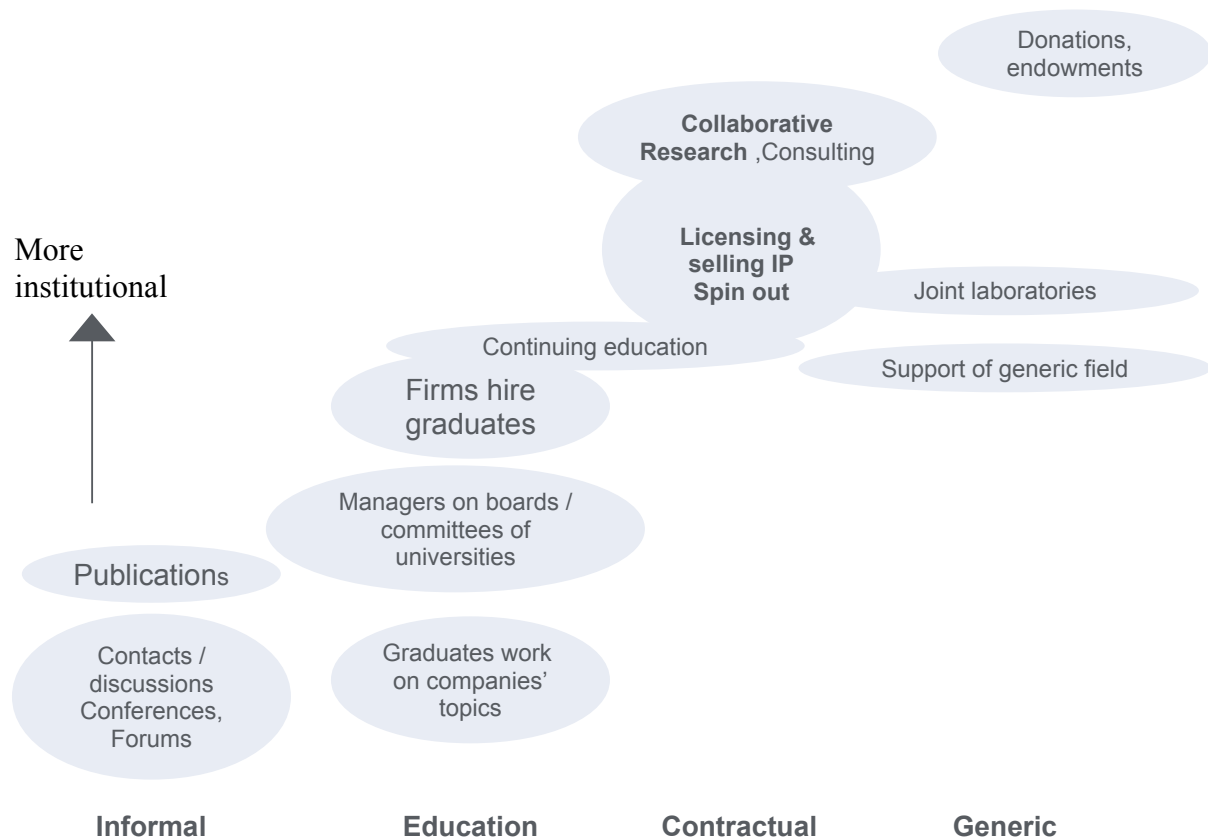 Donations,
endowments
Collaborative
Research ,Consulting
More
institutional
Licensing &
selling IP
Spin out
Joint laboratories
Continuing education
Support of generic field
Firms hire
graduates
Managers on boards /
committees of
universities
Publications
Contacts /
discussions
Conferences,
Forums
Graduates work
on companies’
topics
Informal
Education
Contractual
Generic